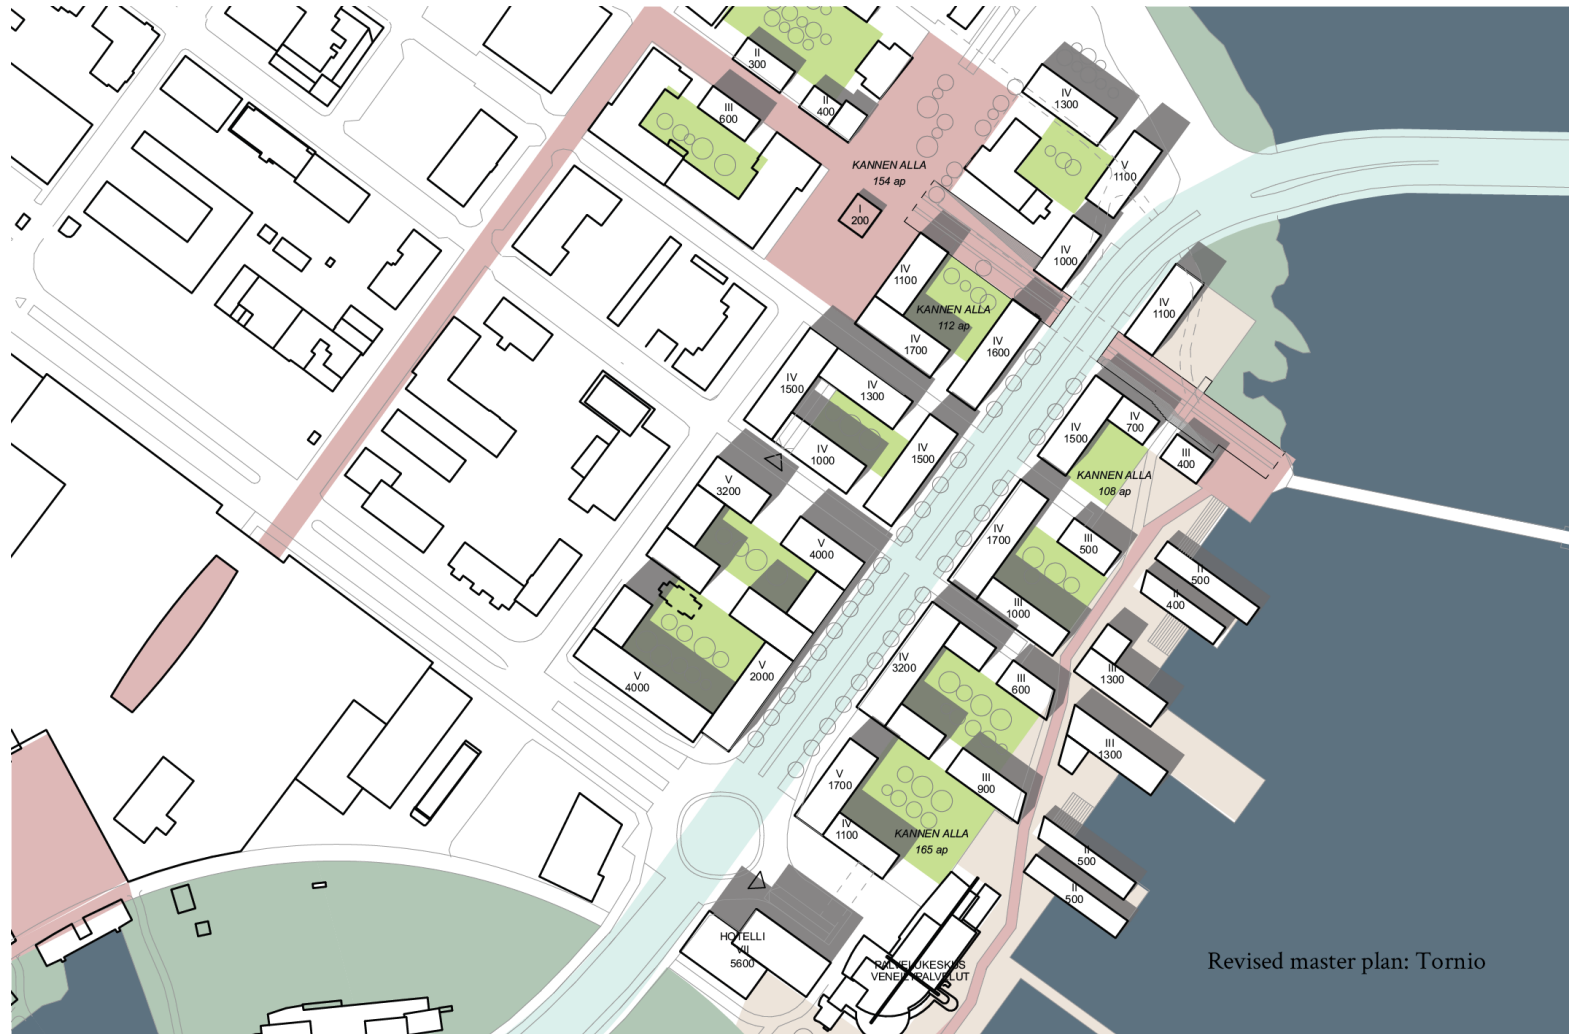 II
300
III
600
II
400
IV
1300
V
1100
KANNEN ALLA
154 ap
I
200
IV
1000
IV
1100
KANNEN ALLA
112 ap
IV
1700
IV
1600
IV
1100
IV
1500
IV
1300
IV
1000
IV
1500
IV
1500
IV
700
III
400
KANNEN ALLA
108 ap
V
3200
V
4000
IV
1700
III
500
III
1000
II
500
II
400
V
4000
V
2000
IV
3200
III
600
III
1300
III
1300
V
1700
IV
1100
III
900
KANNEN ALLA
165 ap
II
500
II
500
HOTELLI
VII
5600
PALVELUKESKUS
VENEILYPALVELUT
Revised master plan: Tornio